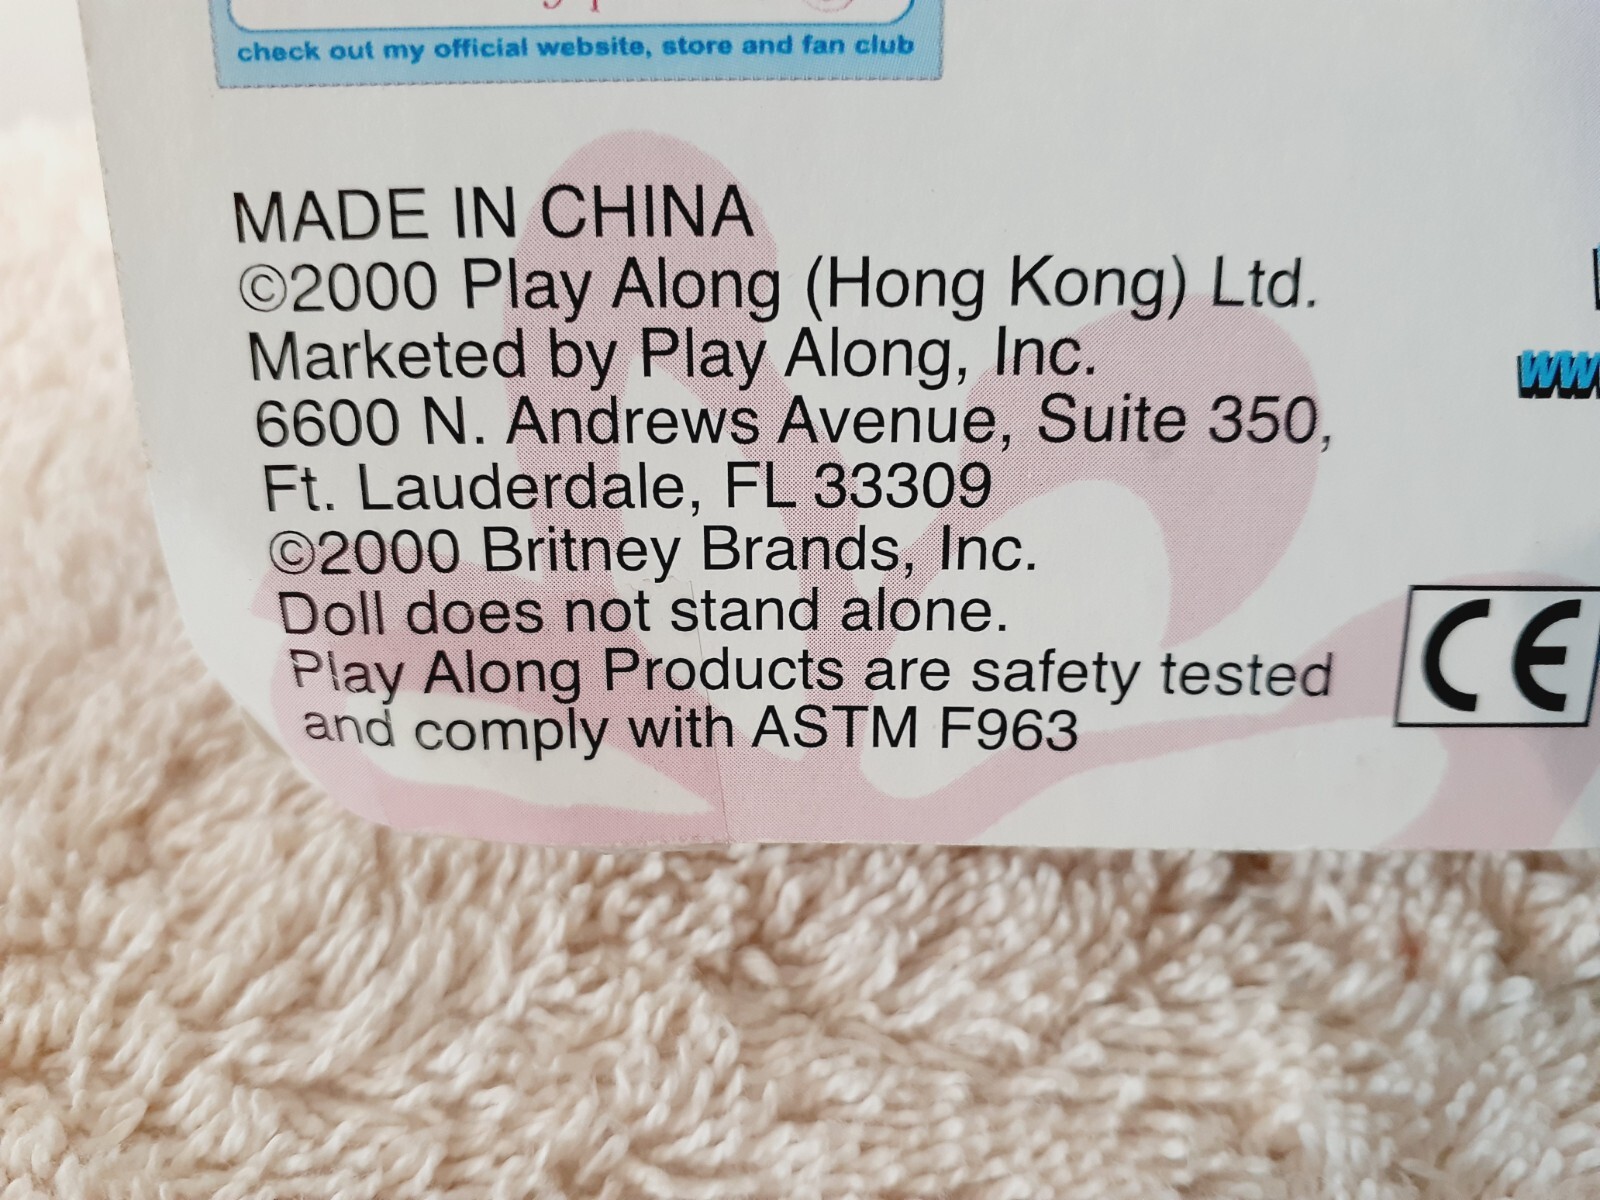 check out my official website, store and fan club
MADE IN CHINA
©2000 Play Along (Hong Kong) Ltd.
Marketed by Play Along, Inc.
6600 N. Andrews Avenue, Suite 350,
Ft. Lauderdale, FL 33309
©2000 Britney Brands, Inc.
Doll does not stand alone.
Play Along Products are safety tested
and comply with ASTM F963
CE